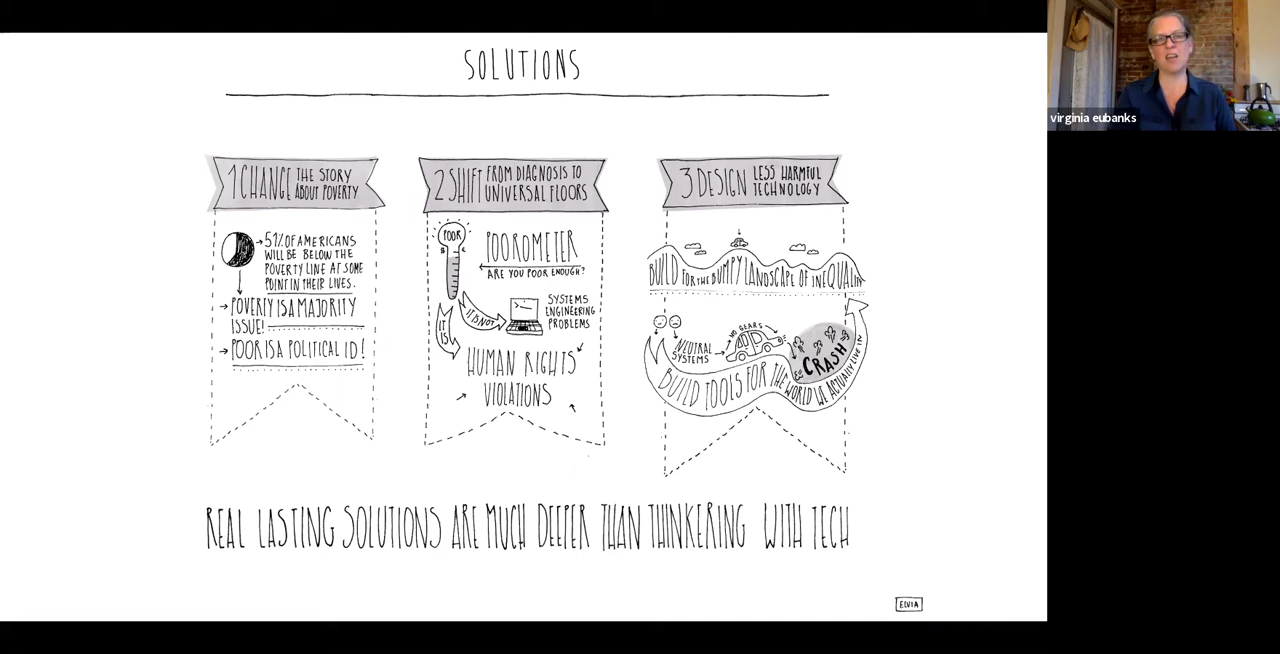 SOLUTIONS
virginia eubanks
1 CHANGE THE STORY
ABOUT POVERTY
51% OF AMERICANS
WILL BE BELOW THE
POVERTY LINE AT SOME
POINT IN THEIR LIVES.
POVERTY IS A MAJORITY
ISSUE!
POOR IS A POLITICAL ID!
2 SHIFT FROM DIAGNOSIS TO
UNIVERSAL FLOORS
POOR
POOROMETER
ARE YOU POOR ENOUGH?
IT IS
IT IS NOT
SYSTEMS
ENGINEERING
PROBLEMS
HUMAN RIGHTS
VIOLATIONS
3 DESIGN LESS HARMFUL
TECHNOLOGY
BUILD FOR THE BUMPY LANDSCAPE OF INEQUALITY
NEUTRAL
SYSTEMS
NO GEARS
CRASH
BUILD TOOLS FOR THE WORLD WE ACTUALLY LIVE IN
REAL LASTING SOLUTIONS ARE MUCH DEEPER THAN THINKERING WITH TECH
ELVIA